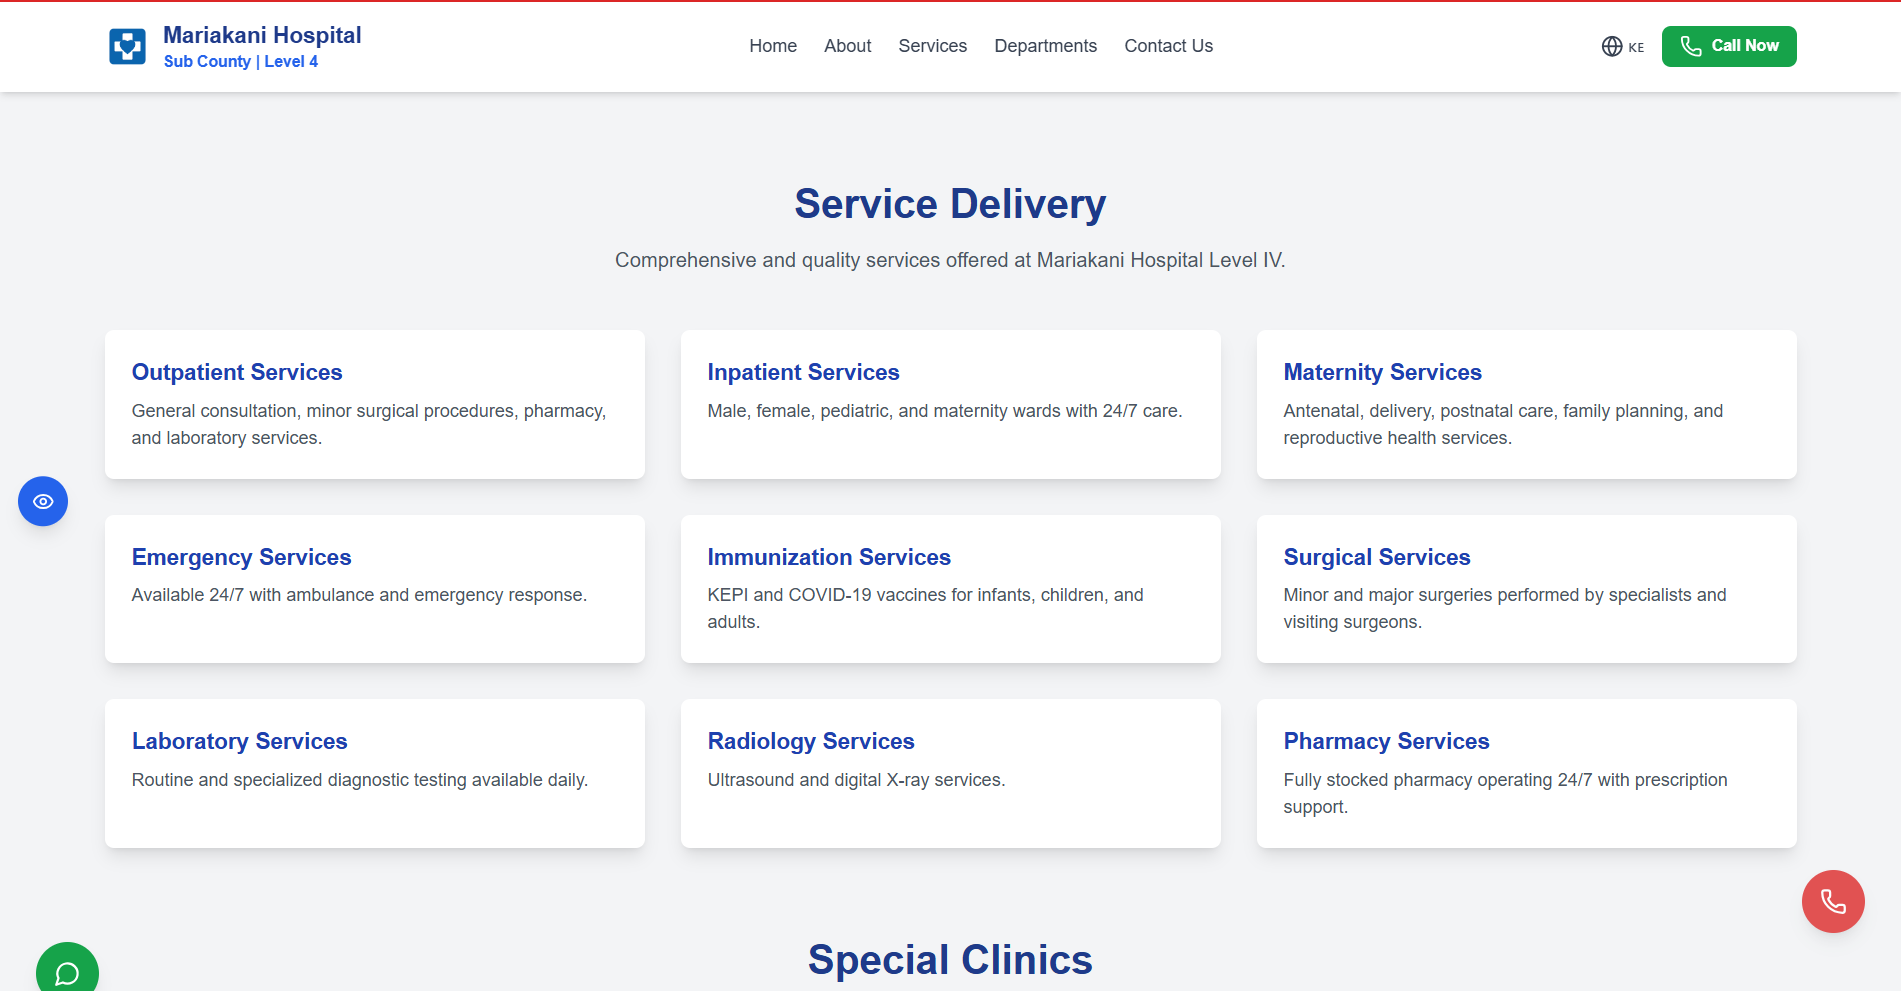 Mariakani Hospital
Sub County | Level 4
Home
About
Services
Departments
Contact Us
KE
Call Now
Service Delivery
Comprehensive and quality services offered at Mariakani Hospital Level IV.
Outpatient Services
General consultation, minor surgical procedures, pharmacy,
and laboratory services.
Inpatient Services
Male, female, pediatric, and maternity wards with 24/7 care.
Maternity Services
Antenatal, delivery, postnatal care, family planning, and
reproductive health services.
Emergency Services
Available 24/7 with ambulance and emergency response.
Immunization Services
KEPI and COVID-19 vaccines for infants, children, and
adults.
Surgical Services
Minor and major surgeries performed by specialists and
visiting surgeons.
Laboratory Services
Routine and specialized diagnostic testing available daily.
Radiology Services
Ultrasound and digital X-ray services.
Pharmacy Services
Fully stocked pharmacy operating 24/7 with prescription
support.
Special Clinics